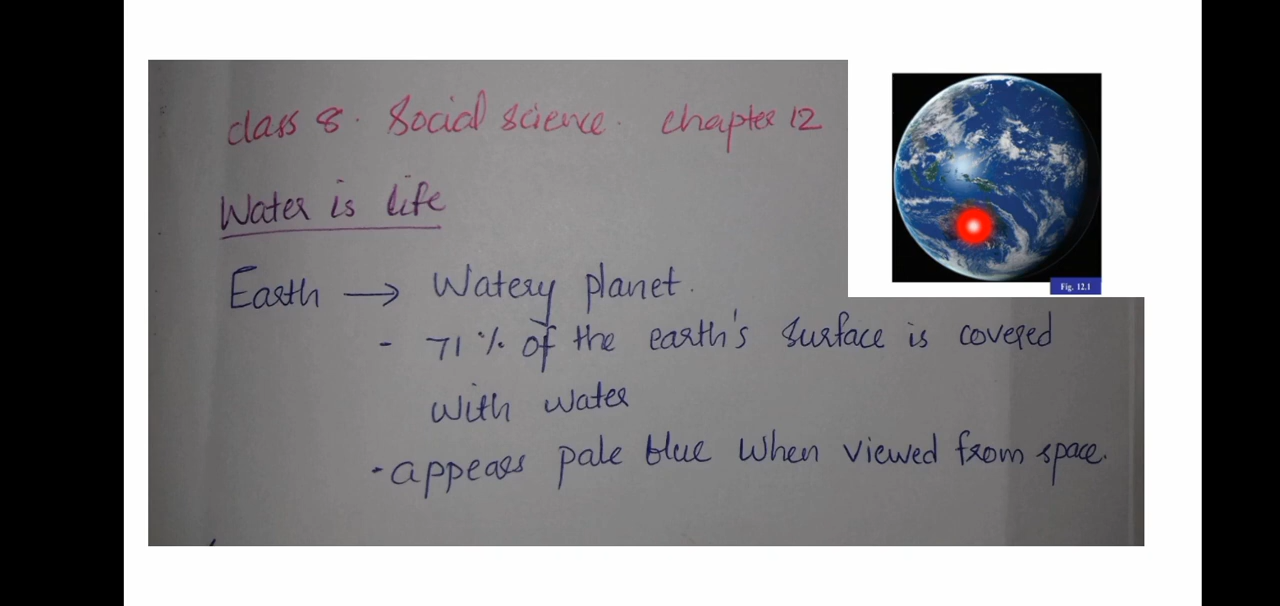 class 8. Social science. chapter 12
Water is life
Earth → Watery planet.
- 71% of the earth's surface is covered
with water
- appears pale blue when viewed from space.
Fig. 12.1